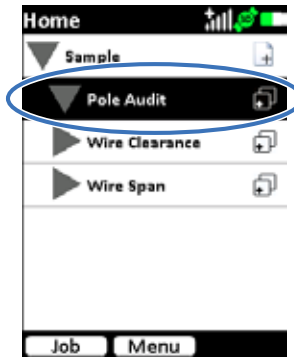 Home
Sample
Pole Audit
Wire Clearance
Wire Span
Job Menu